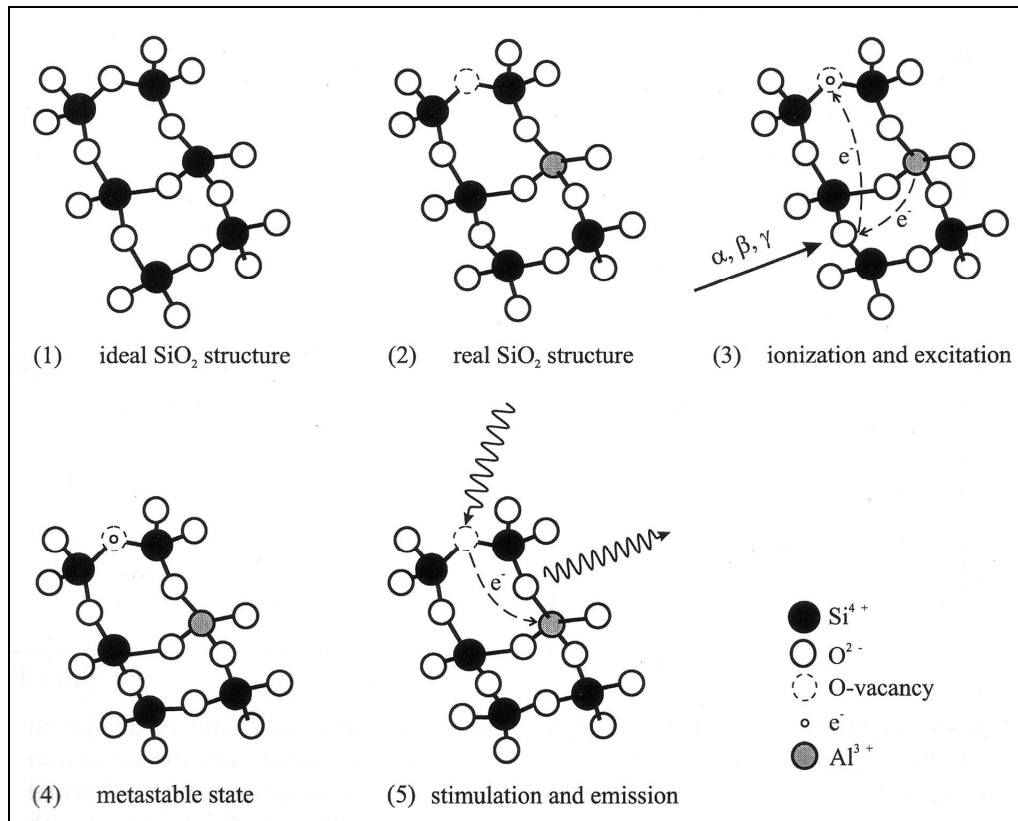 e⁻
e⁻
α, β, γ
(1) ideal SiO₂ structure
(2) real SiO₂ structure
(3) ionization and excitation
e⁻
Si⁴⁺
O²⁻
O-vacancy
e⁻
Al³⁺
(4) metastable state
(5) stimulation and emission